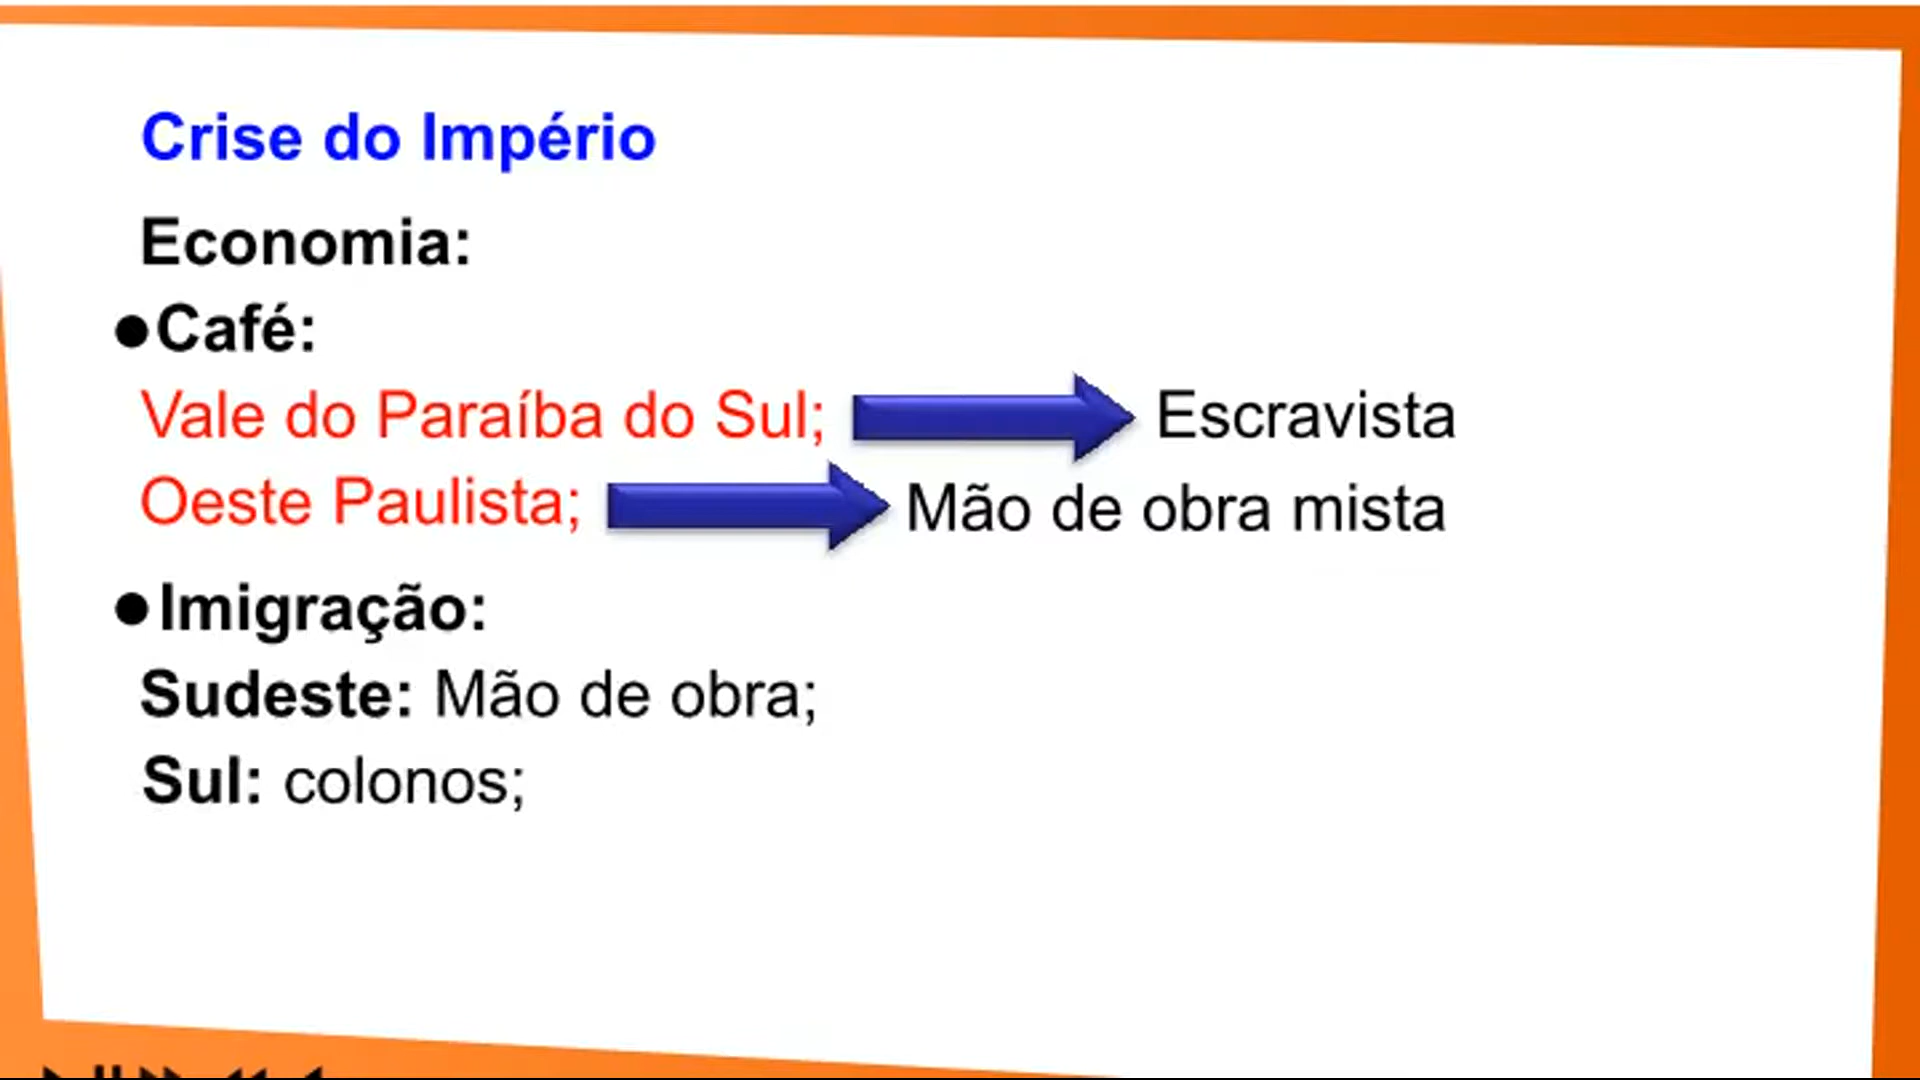 Crise do Império
Economia:
●Café:
Vale do Paraíba do Sul; Escravista
Oeste Paulista; Mão de obra mista
●Imigração:
Sudeste: Mão de obra;
Sul: colonos;